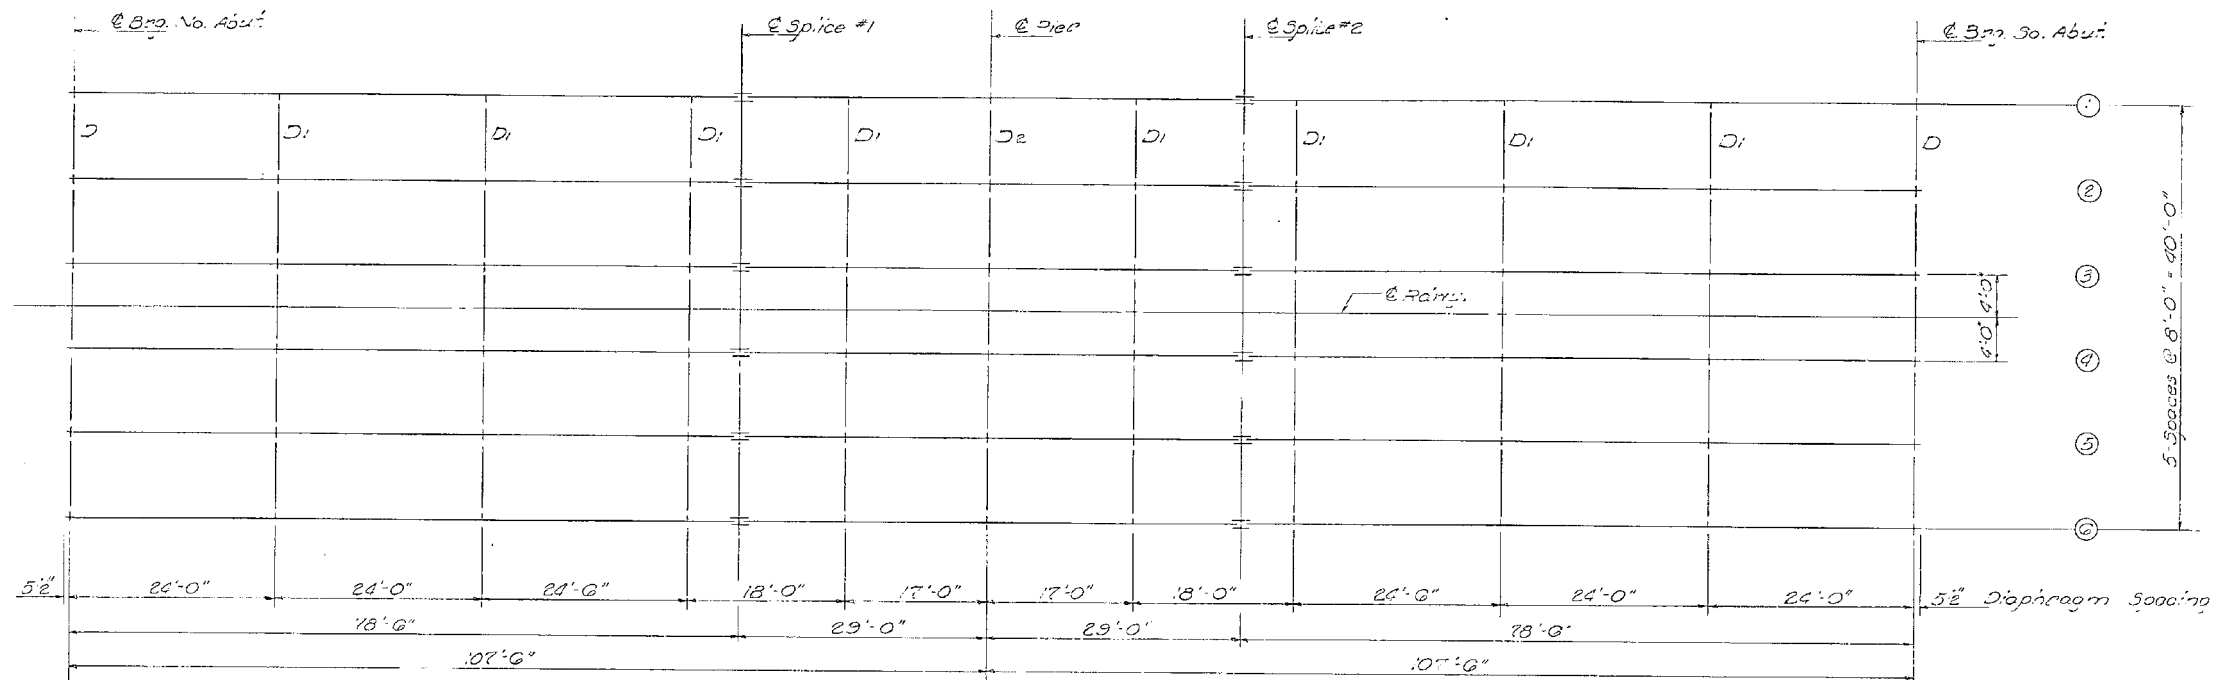 ℄ Brg. No. Abut.
℄ Splice #1
℄ Pier
℄ Splice #2
℄ Brg. So. Abut.
D
D1
D1
D1
D1
D2
D1
D1
D1
D1
D
1
2
3
4
5
6
℄ Rdwy.
4'-0"
4'-0"
5-Spaces @ 8'-0" = 40'-0"
5½"
24'-0"
24'-0"
24'-6"
18'-0"
17'-0"
17'-0"
18'-0"
24'-6"
24'-0"
24'-0"
5½"
Diaphragm Spacing
78'-6"
29'-0"
29'-0"
78'-6"
107'-6"
107'-6"